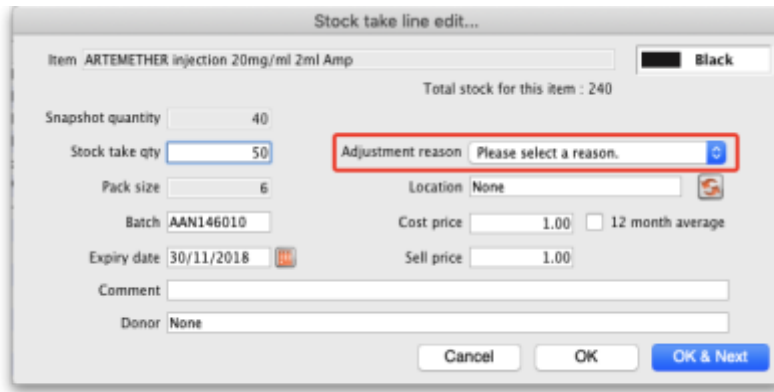 Stock take line edit...
Item ARTEMETHER injection 20mg/ml 2ml Amp Black
Total stock for this item : 240
Snapshot quantity 40
Stock take qty 50 Adjustment reason Please select a reason.
Pack size 6 Location None
Batch AAN146010 Cost price 1.00 12 month average
Expiry date 30/11/2018 Sell price 1.00
Comment
Donor None
Cancel OK OK & Next